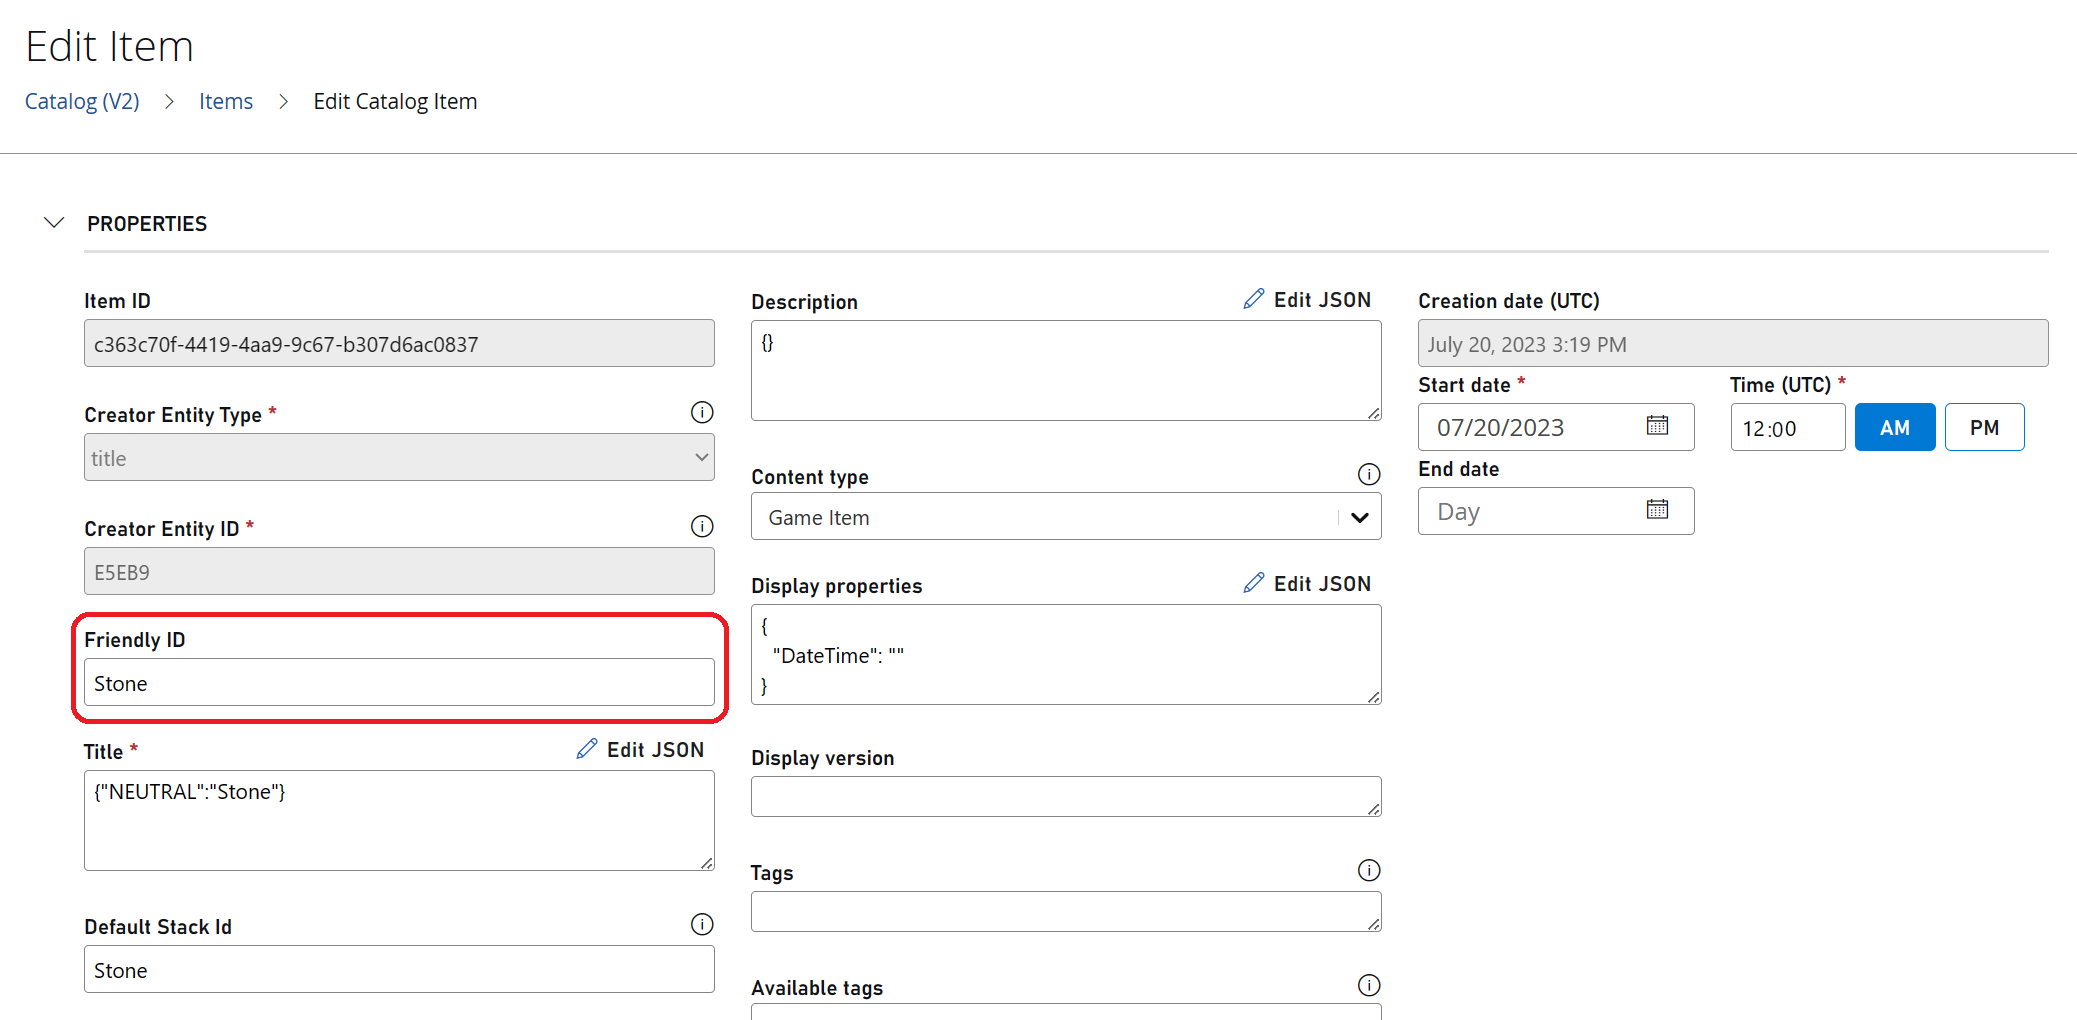 Edit Item
Catalog (V2) > Items > Edit Catalog Item
PROPERTIES
Item ID
c363c70f-4419-4aa9-9c67-b307d6ac0837
Creator Entity Type *
title
Creator Entity ID *
E5EB9
Friendly ID
Stone
Title *
Edit JSON
{"NEUTRAL":"Stone"}
Default Stack Id
Stone
Description
Edit JSON
{}
Content type
Game Item
Display properties
Edit JSON
{
"DateTime": ""
}
Display version
Tags
Available tags
Creation date (UTC)
July 20, 2023 3:19 PM
Start date *
07/20/2023
Time (UTC) *
12:00
AM
PM
End date
Day